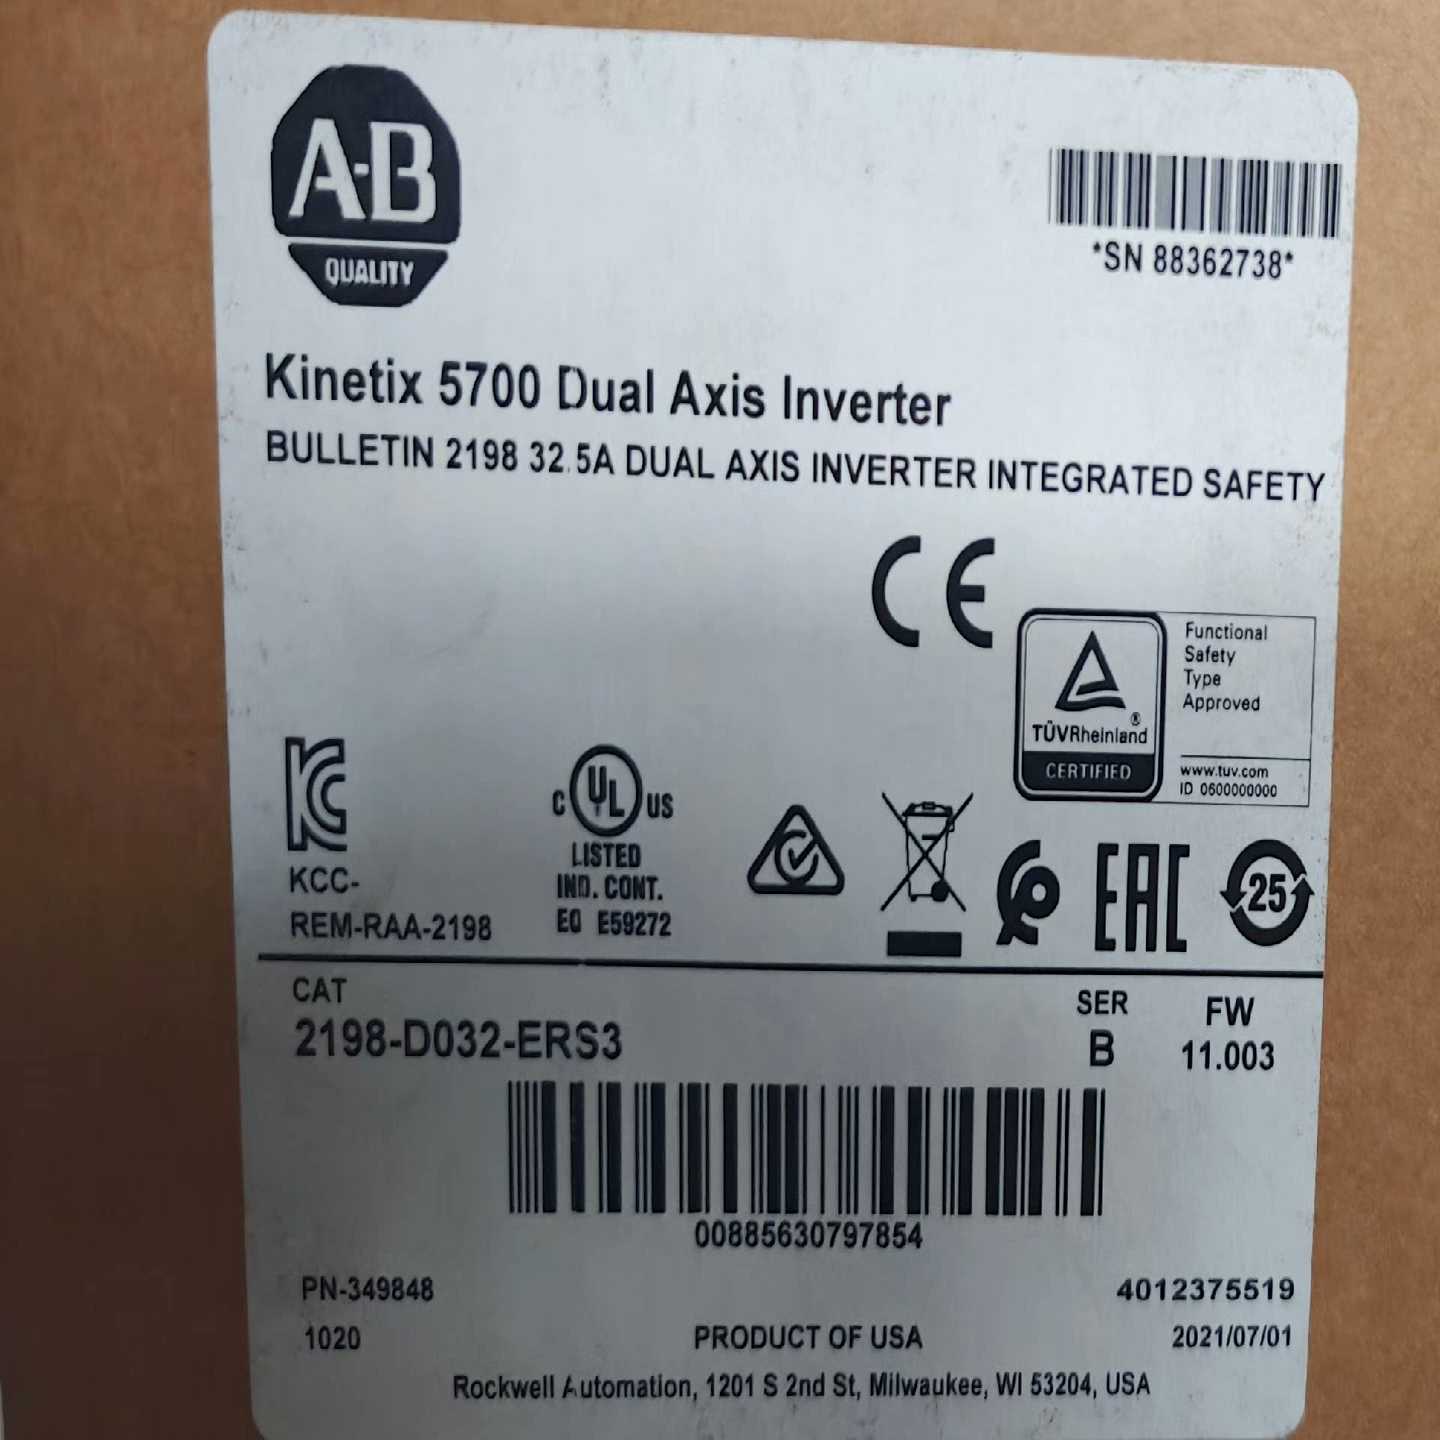 A-B
QUALITY
*SN 88362738*
Kinetix 5700 Dual Axis Inverter
BULLETIN 2198 32.5A DUAL AXIS INVERTER INTEGRATED SAFETY
CE
Functional
Safety
Type
Approved
TÜVRheinland®
CERTIFIED
www.tuv.com
ID 0600000000
KC
KCC-
REM-RAA-2198
C UL US
LISTED
IND. CONT.
EQ E59272
EAC
25
CAT
2198-D032-ERS3
SER
B
FW
11.003
00885630797854
PN-349848
4012375519
1020
PRODUCT OF USA
2021/07/01
Rockwell Automation, 1201 S 2nd St, Milwaukee, WI 53204, USA